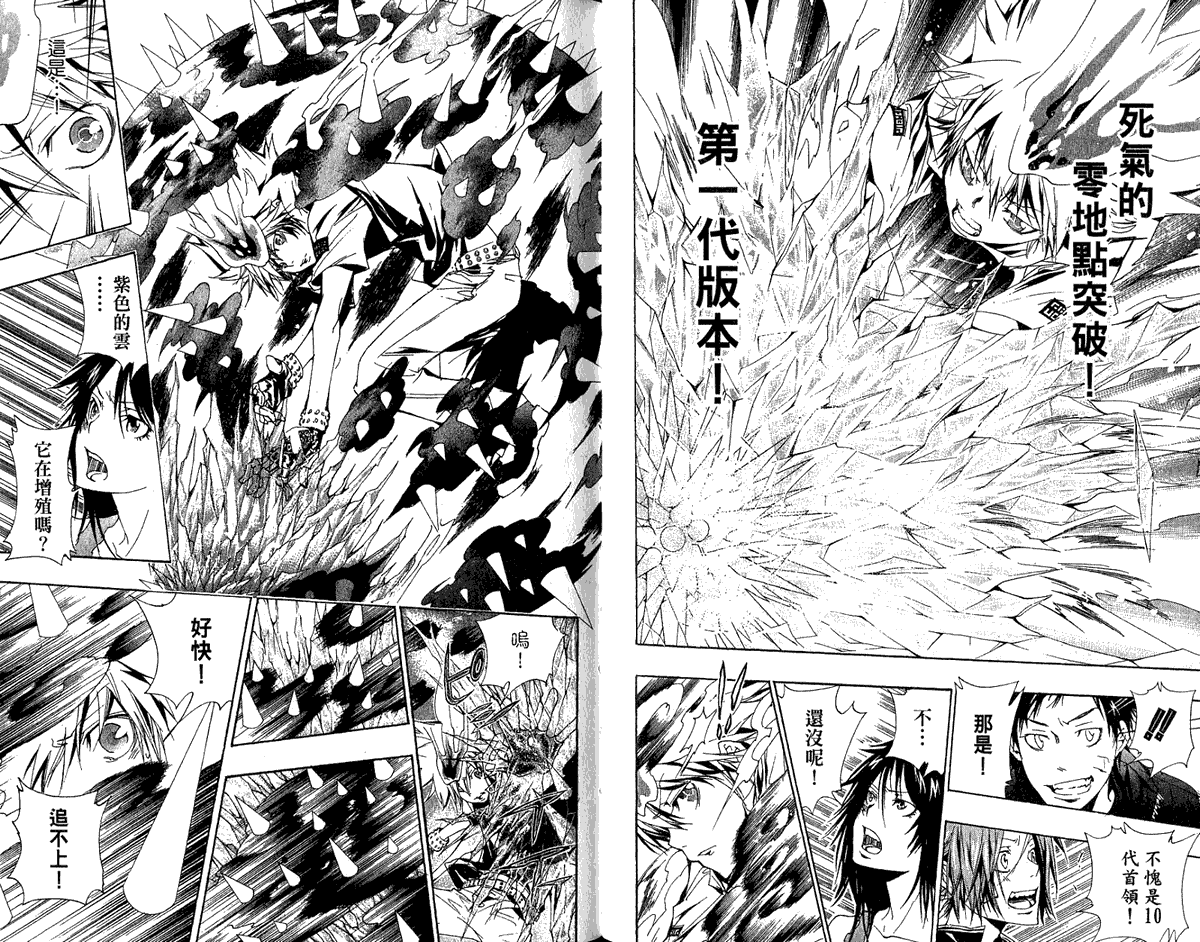 死氣的
零地點突破！
第一代版本！
！！
那是！
不愧是10
代首領！
不…
還沒呢！
這是……！
紫色的雲
……
它在增殖嗎？
嗚！
好快！
追不上！